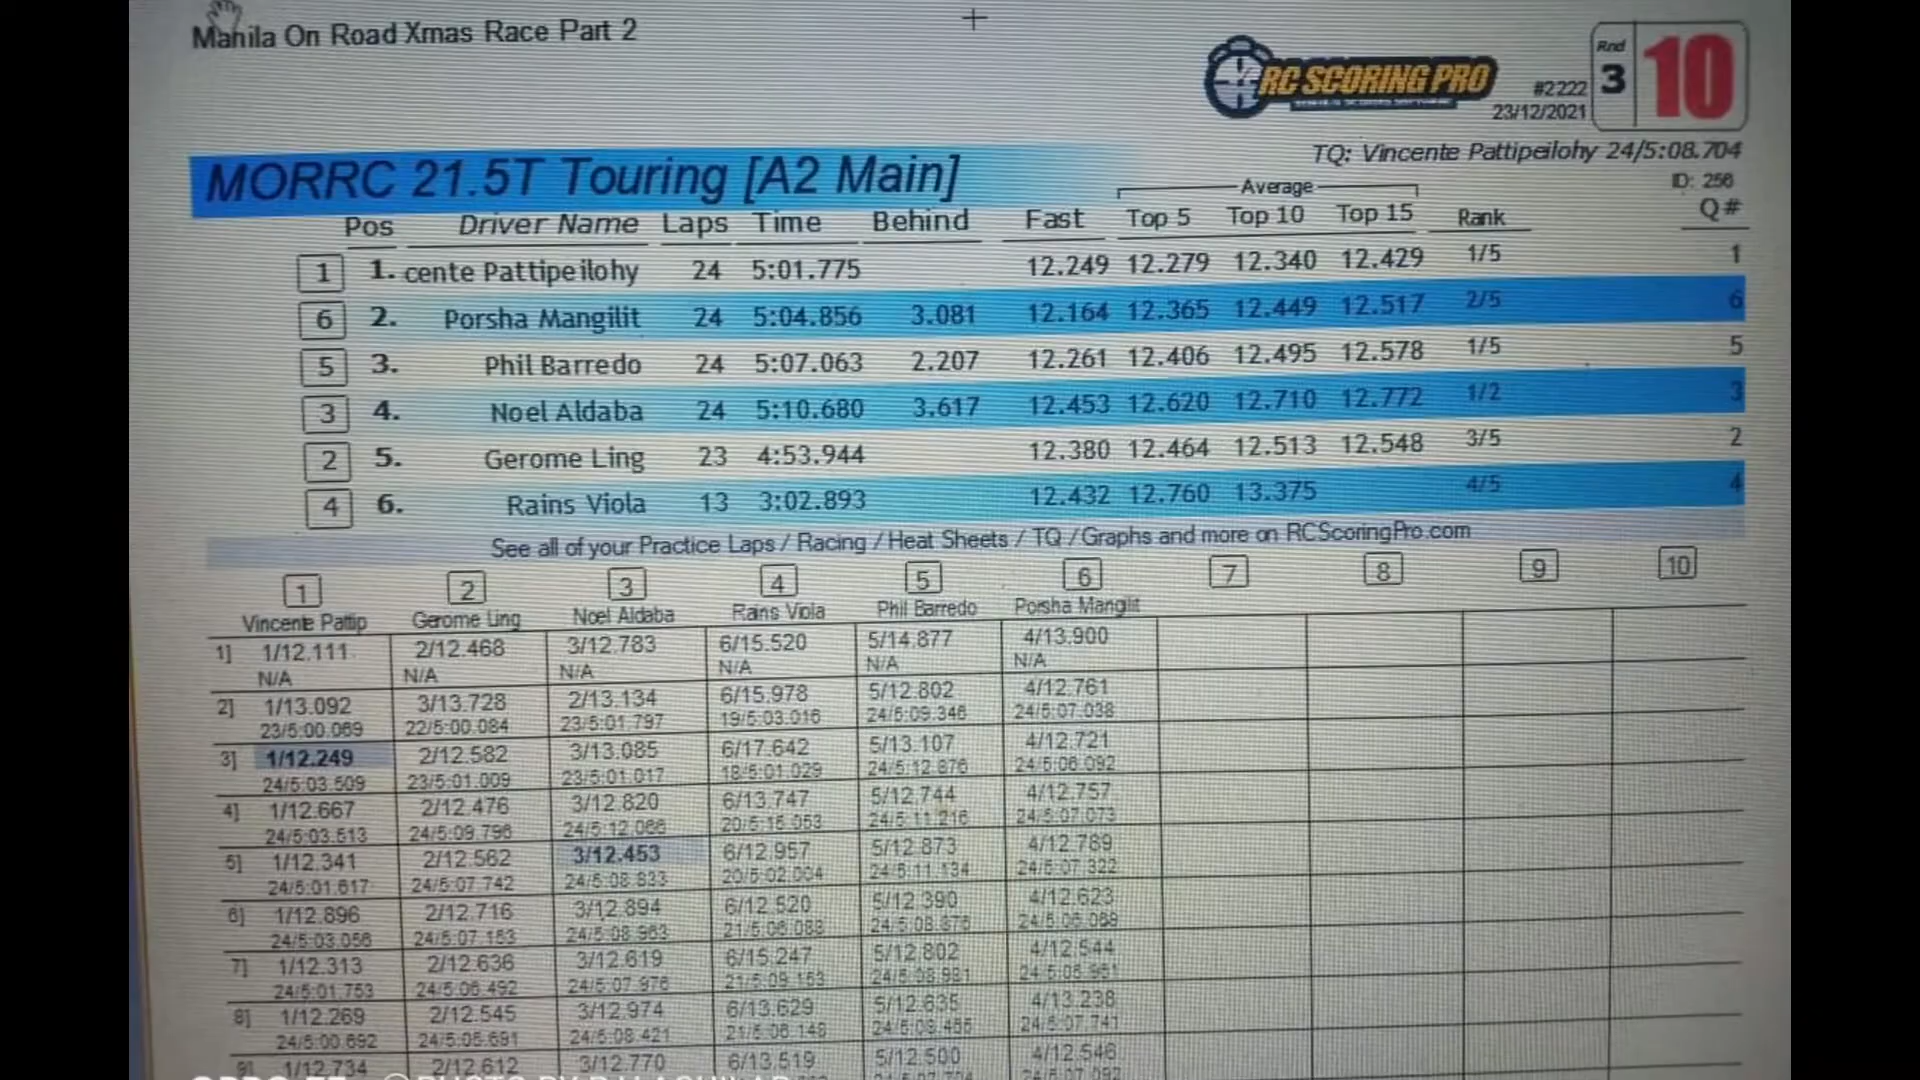 Manila On Road Xmas Race Part 2
RC SCORING PRO
#2222
23/12/2021
Rnd
3
10
TQ: Vincente Pattipeilohy 24/5:08.704
MORRC 21.5T Touring [A2 Main]
Average
ID: 256
Pos Driver Name Laps Time Behind Fast Top 5 Top 10 Top 15 Rank Q#
1 1. cente Pattipeilohy 24 5:01.775 12.249 12.279 12.340 12.429 1/5 1
6 2. Porsha Mangilit 24 5:04.856 3.081 12.164 12.365 12.449 12.517 2/5 6
5 3. Phil Barredo 24 5:07.063 2.207 12.261 12.406 12.495 12.578 1/5 5
3 4. Noel Aldaba 24 5:10.680 3.617 12.453 12.620 12.710 12.772 1/2 3
2 5. Gerome Ling 23 4:53.944 12.380 12.464 12.513 12.548 3/5 2
4 6. Rains Viola 13 3:02.893 12.432 12.760 13.375 4/5 4
See all of your Practice Laps / Racing / Heat Sheets / TQ / Graphs and more on RCScoringPro.com
1 2 3 4 5 6 7 8 9 10
Vincente Pattip Gerome Ling Noel Aldaba Rains Viola Phil Barredo Porsha Mangilit
1] 1/12.111 2/12.468 3/12.783 6/15.520 5/14.877 4/13.900
N/A N/A N/A N/A N/A N/A
2] 1/13.092 3/13.728 2/13.134 6/15.978 5/12.802 4/12.761
23/5:00.069 22/5:00.084 23/5:01.797 19/5:03.016 24/5:09.346 24/5:07.038
3] 1/12.249 2/12.582 3/13.085 6/17.642 5/13.107 4/12.721
24/5:03.509 23/5:01.009 23/5:01.017 18/5:01.029 24/5:12.876 24/5:06.092
4] 1/12.667 2/12.476 3/12.820 6/13.747 5/12.744 4/12.757
24/5:03.613 24/5:09.796 24/5:12.066 20/5:15.053 24/5:11.216 24/5:07.073
5] 1/12.341 2/12.562 3/12.453 6/12.957 5/12.873 4/12.789
24/5:01.617 24/5:07.742 24/5:08.833 20/5:02.004 24/5:11.134 24/5:07.322
6] 1/12.896 2/12.716 3/12.894 6/12.520 5/12.390 4/12.623
24/5:03.056 24/5:07.153 24/5:08.963 21/5:06.088 24/5:08.876 24/5:06.088
7] 1/12.313 2/12.636 3/12.619 6/15.247 5/12.802 4/12.544
24/5:01.753 24/5:06.492 24/5:07.976 21/5:09.153 24/5:08.981
8] 1/12.269 2/12.545 3/12.974 6/13.629 5/12.635 4/13.238
24/5:00.692 24/5:05.691 24/5:08.421 21/5:06.148 24/5:07.741
9] 1/12.734 2/12.612 3/12.770 6/13.519 5/12.500 4/12.546